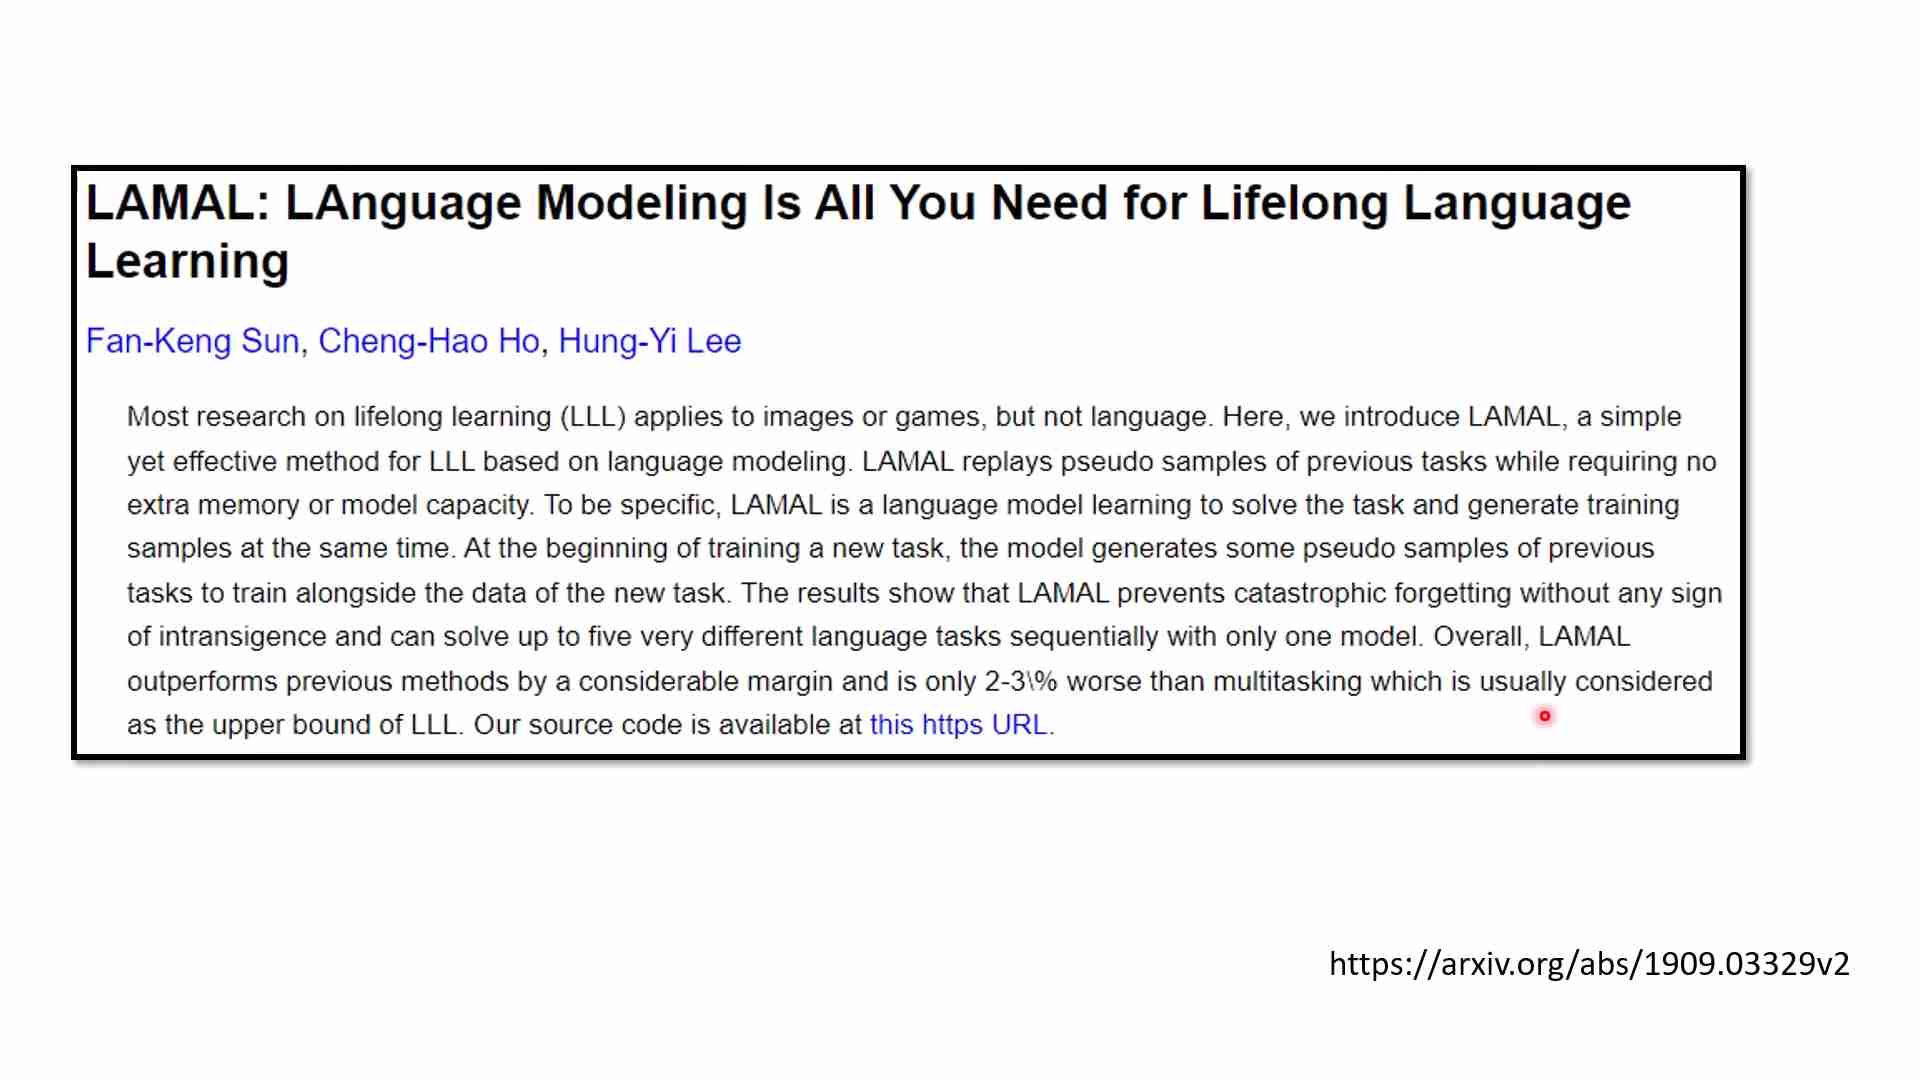 LAMAL: LAnguage Modeling Is All You Need for Lifelong Language
Learning
Fan-Keng Sun, Cheng-Hao Ho, Hung-Yi Lee
Most research on lifelong learning (LLL) applies to images or games, but not language. Here, we introduce LAMAL, a simple
yet effective method for LLL based on language modeling. LAMAL replays pseudo samples of previous tasks while requiring no
extra memory or model capacity. To be specific, LAMAL is a language model learning to solve the task and generate training
samples at the same time. At the beginning of training a new task, the model generates some pseudo samples of previous
tasks to train alongside the data of the new task. The results show that LAMAL prevents catastrophic forgetting without any sign
of intransigence and can solve up to five very different language tasks sequentially with only one model. Overall, LAMAL
outperforms previous methods by a considerable margin and is only 2-3\% worse than multitasking which is usually considered
as the upper bound of LLL. Our source code is available at this https URL.
https://arxiv.org/abs/1909.03329v2